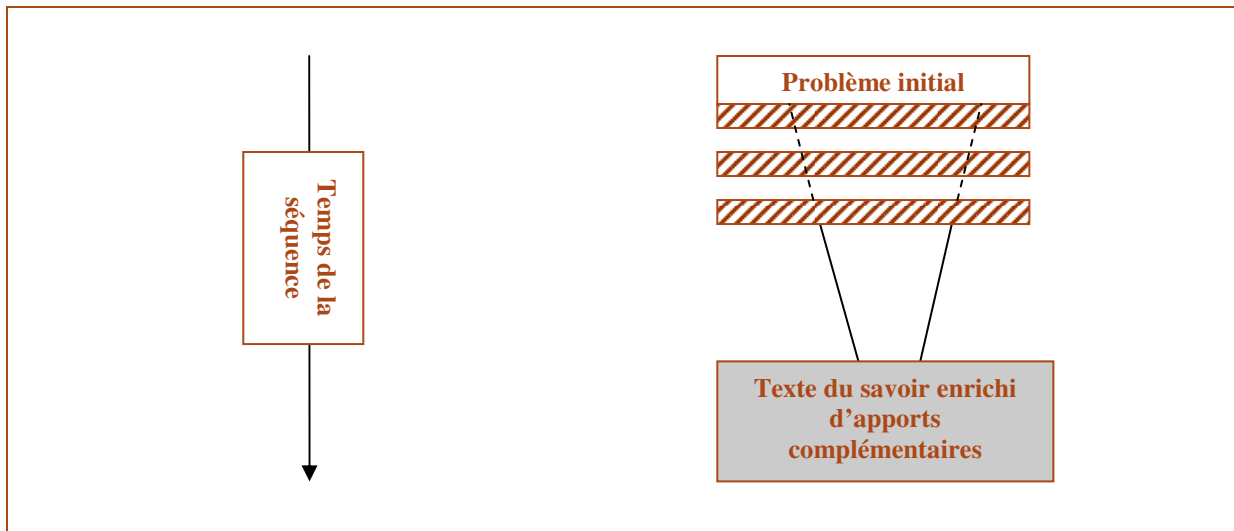 Temps de la
séquence
Problème initial
Texte du savoir enrichi
d’apports
complémentaires